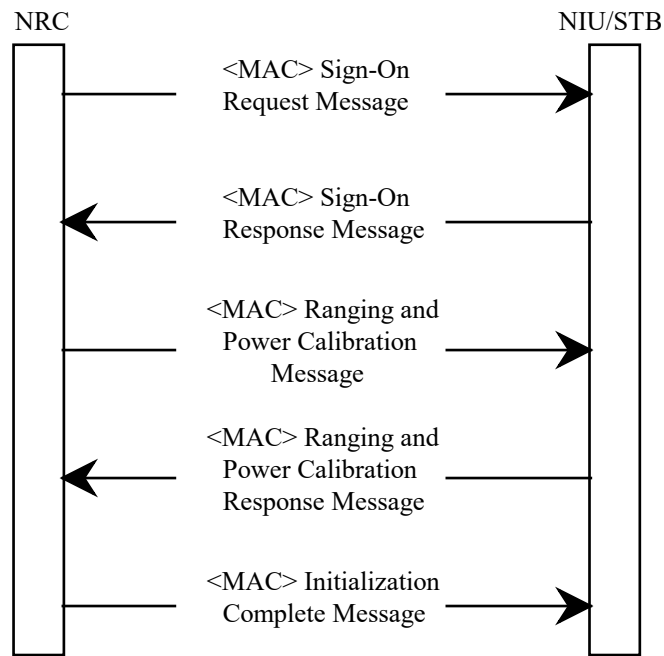 NRC
NIU/STB
<MAC> Sign-On
Request Message
<MAC> Sign-On
Response Message
<MAC> Ranging and
Power Calibration
Message
<MAC> Ranging and
Power Calibration
Response Message
<MAC> Initialization
Complete Message